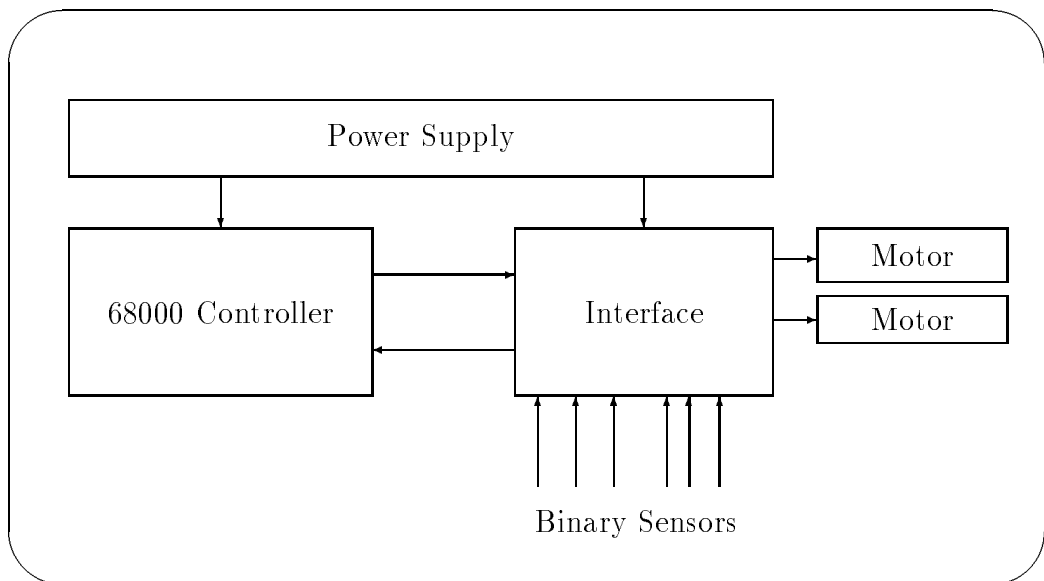 Power Supply
68000 Controller
Interface
Motor
Motor
Binary Sensors